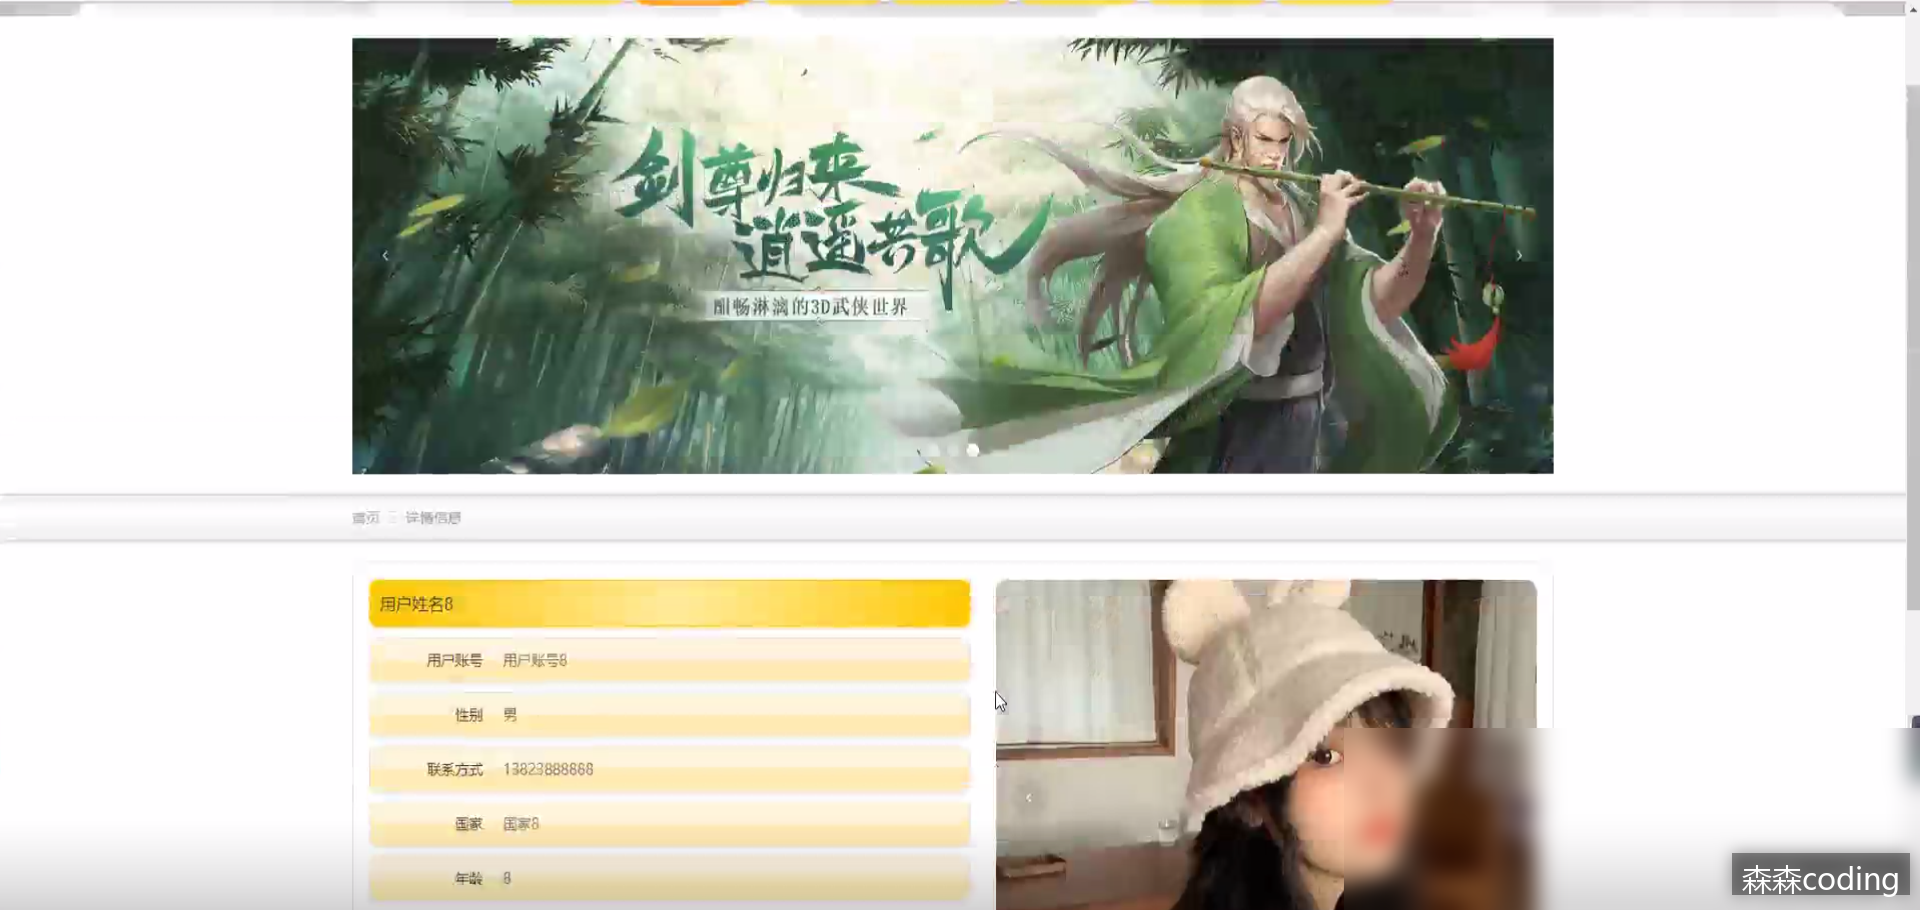 剑尊归来
逍遥共歌
酣畅淋漓的3D武侠世界
首页
详情信息
用户姓名8
用户账号 用户账号8
性别 男
联系方式 13823888888
国家 国家8
年龄 8
森森coding